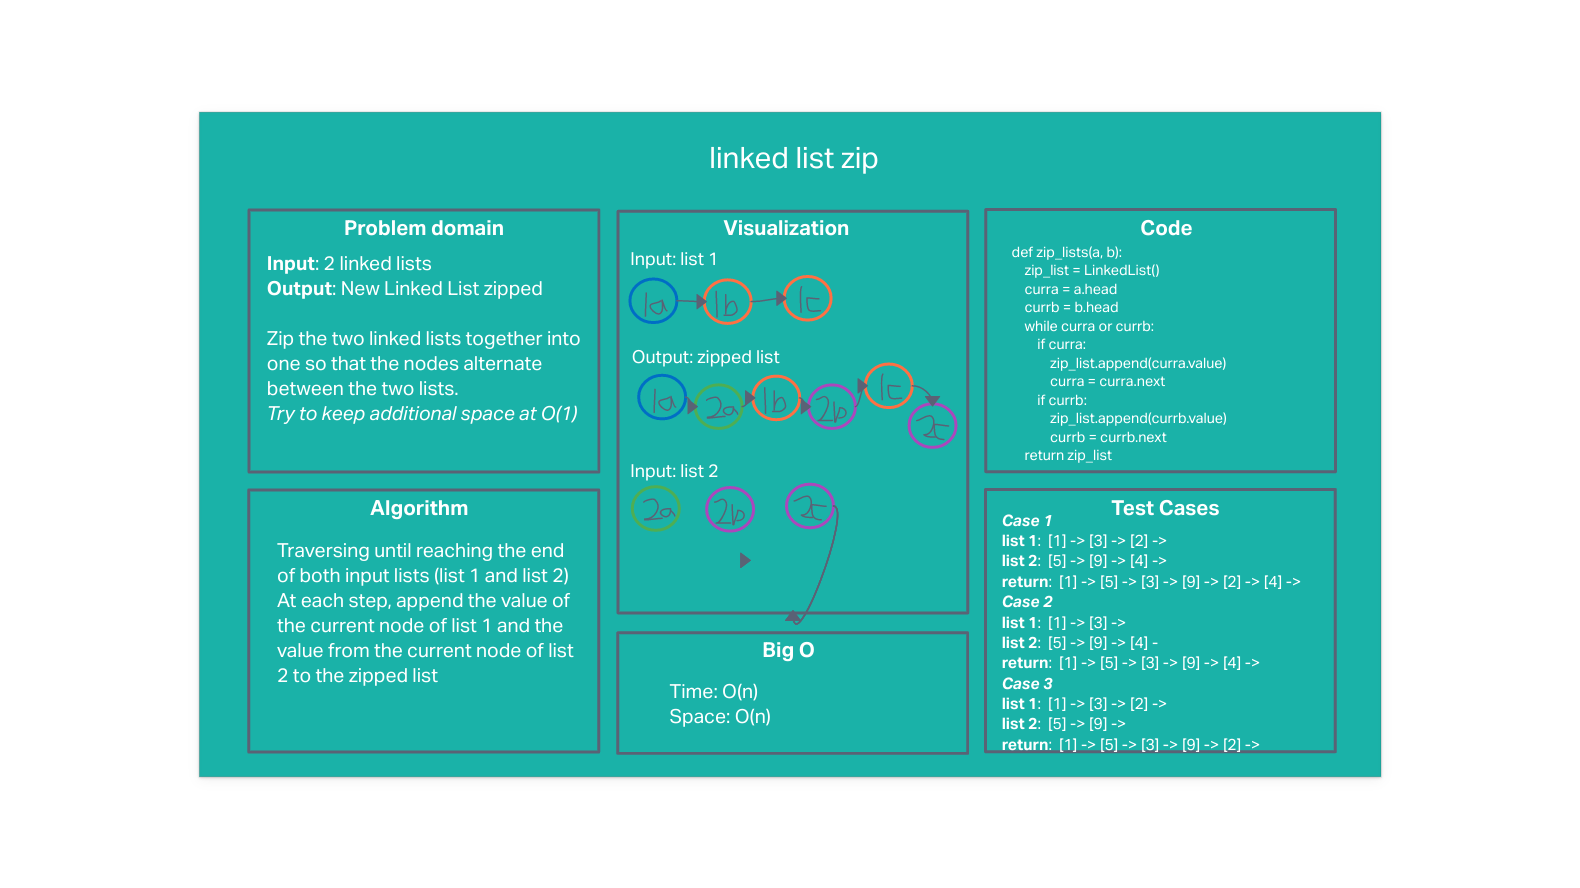 linked list zip
Problem domain
Input: 2 linked lists
Output: New Linked List zipped
Zip the two linked lists together into
one so that the nodes alternate
between the two lists.
Try to keep additional space at O(1)
Algorithm
Traversing until reaching the end
of both input lists (list 1 and list 2)
At each step, append the value of
the current node of list 1 and the
value from the current node of list
2 to the zipped list
Visualization
Input: list 1
1a 1b 1c
Output: zipped list
1a 2a 1b 2b 1c 2c
Input: list 2
2a 2b 2c
Big O
Time: O(n)
Space: O(n)
Code
def zip_lists(a, b):
zip_list = LinkedList()
curra = a.head
currb = b.head
while curra or currb:
if curra:
zip_list.append(curra.value)
curra = curra.next
if currb:
zip_list.append(currb.value)
currb = currb.next
return zip_list
Test Cases
Case 1
list 1: [1] -> [3] -> [2] ->
list 2: [5] -> [9] -> [4] ->
return: [1] -> [5] -> [3] -> [9] -> [2] -> [4] ->
Case 2
list 1: [1] -> [3] ->
list 2: [5] -> [9] -> [4] -
return: [1] -> [5] -> [3] -> [9] -> [4] ->
Case 3
list 1: [1] -> [3] -> [2] ->
list 2: [5] -> [9] ->
return: [1] -> [5] -> [3] -> [9] -> [2] ->